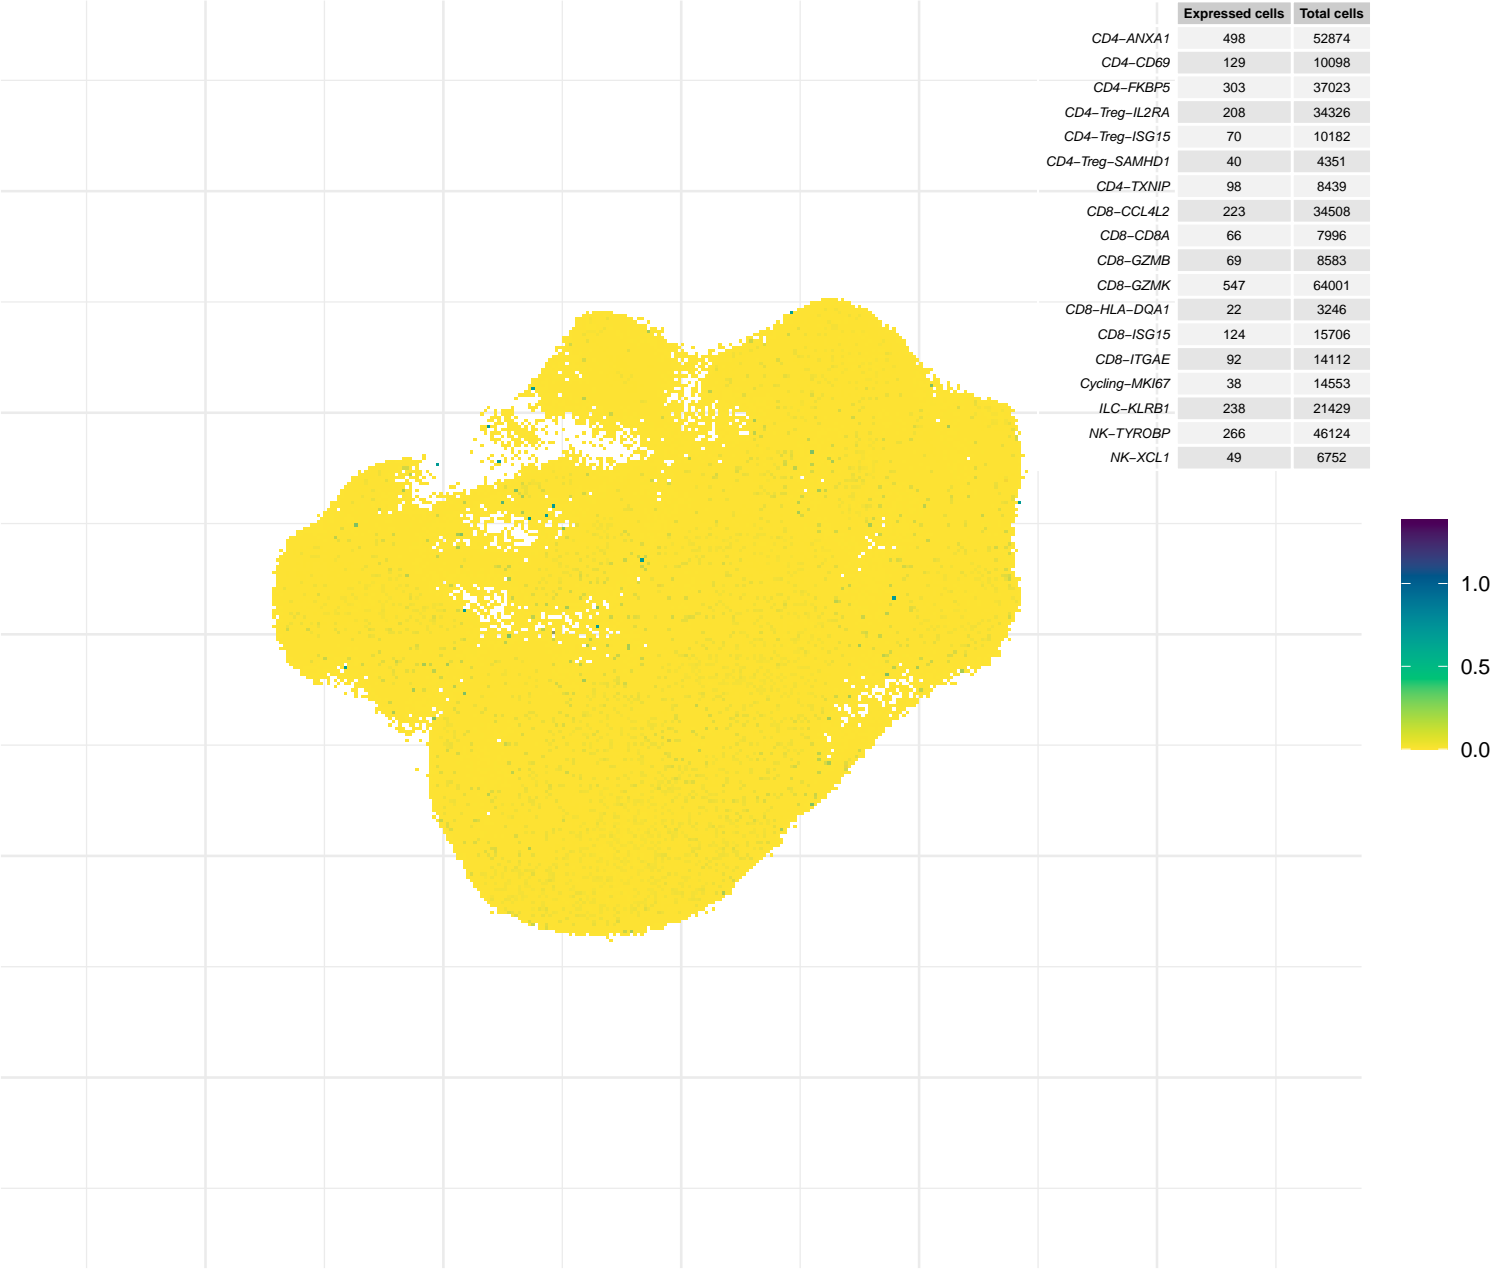 Expressed cells Total cells
CD4−ANXA1 498 52874
CD4−CD69 129 10098
CD4−FKBP5 303 37023
CD4−Treg−IL2RA 208 34326
CD4−Treg−ISG15 70 10182
CD4−Treg−SAMHD1 40 4351
CD4−TXNIP 98 8439
CD8−CCL4L2 223 34508
CD8−CD8A 66 7996
CD8−GZMB 69 8583
CD8−GZMK 547 64001
CD8−HLA−DQA1 22 3246
CD8−ISG15 124 15706
CD8−ITGAE 92 14112
Cycling−MKI67 38 14553
ILC−KLRB1 238 21429
NK−TYROBP 266 46124
NK−XCL1 49 6752
1.0
0.5
0.0